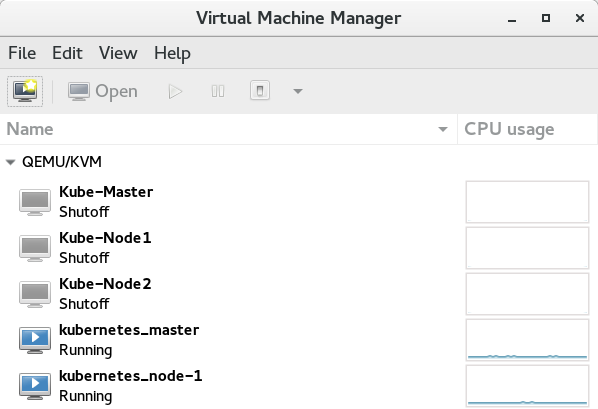 Virtual Machine Manager
File Edit View Help
Open
Name CPU usage
QEMU/KVM
Kube-Master
Shutoff
Kube-Node1
Shutoff
Kube-Node2
Shutoff
kubernetes_master
Running
kubernetes_node-1
Running